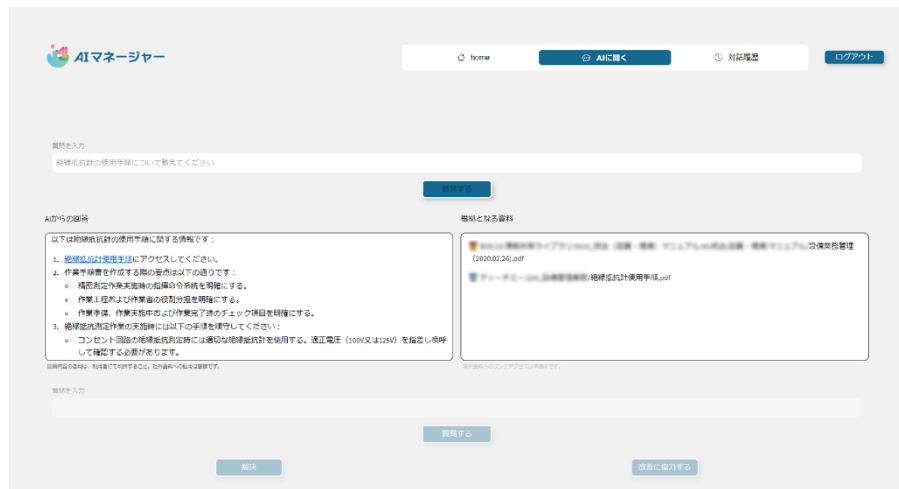 AIマネージャー
home
AIに聞く
対話履歴
ログアウト
質問を入力
絶縁抵抗計の使用手順について教えてください
質問する
AIからの回答
以下は絶縁抵抗計の使用手順に関する情報です：
1. 絶縁抵抗計使用手順にアクセスしてください。
2. 作業手順書を作成する際の要点は以下の通りです：
精密測定作業実施時の指揮命令系統を明確にする。
作業工程および作業者の役割分担を明確にする。
作業準備、作業実施中および作業完了時のチェック項目を明確にする。
3. 絶縁抵抗測定作業の実施時には以下の手順を順守してください：
コンセント回路の絶縁抵抗測定時には適切な絶縁抵抗計を使用する。適正電圧（100V又は125V）を指差し喚呼
して確認する必要があります。
根拠となる資料
設備業務管理
（2020.02.26).pdf
絶縁抵抗計使用手順.pdf
質問を入力
質問する
解決
改善に協力する